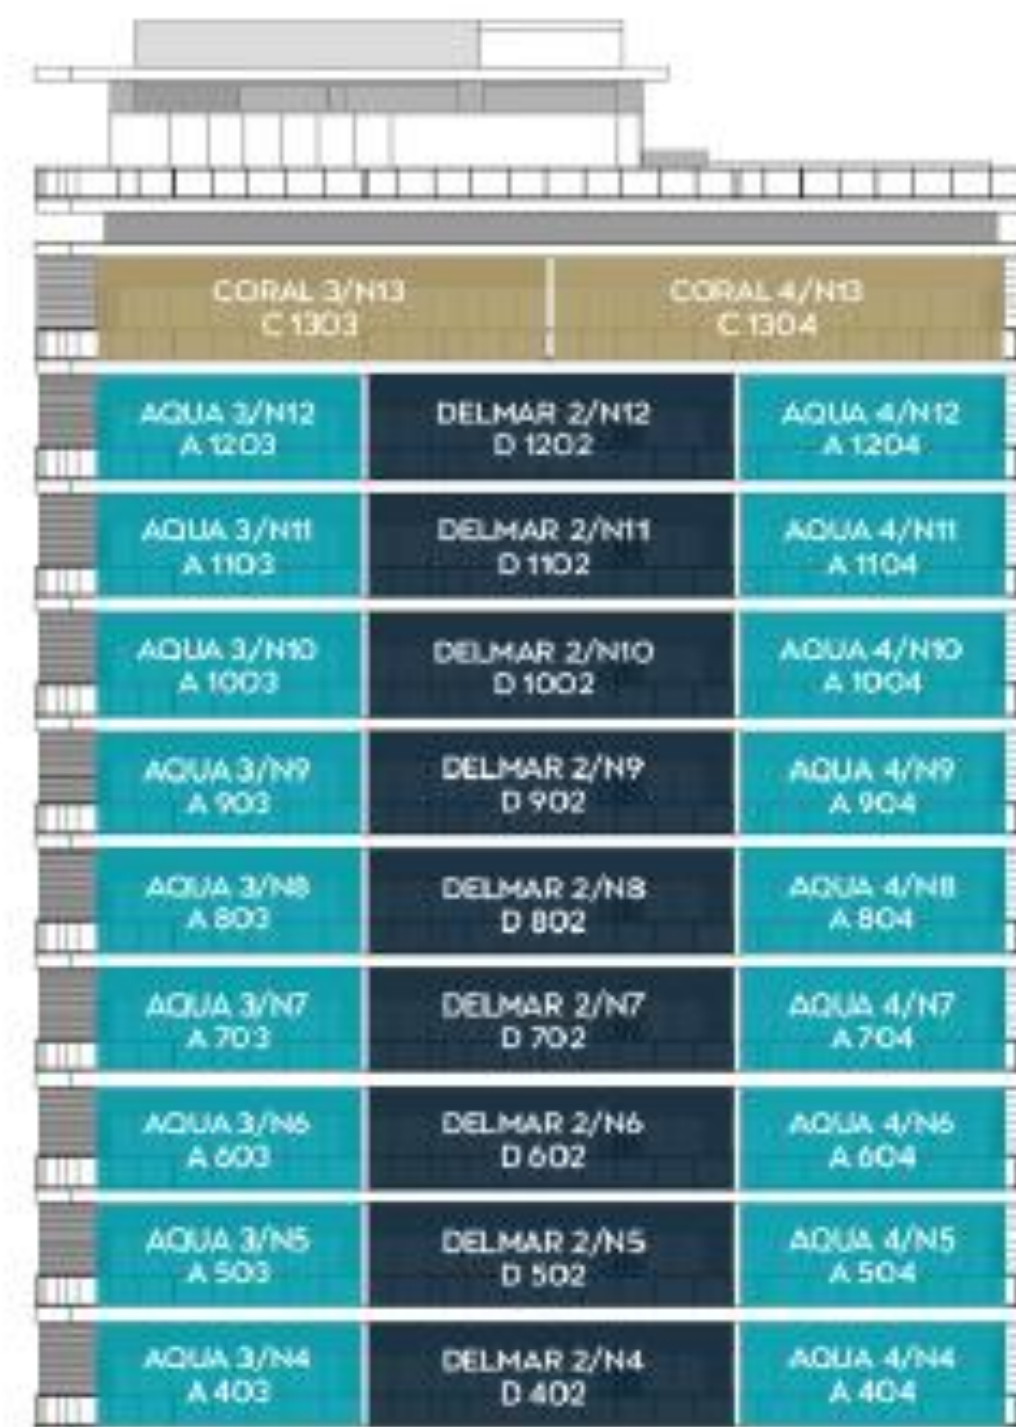 CORAL 3/N13
C 1303
CORAL 4/N13
C 1304
AQUA 3/N12
A 1203
DELMAR 2/N12
D 1202
AQUA 4/N12
A 1204
AQUA 3/N11
A 1103
DELMAR 2/N11
D 1102
AQUA 4/N11
A 1104
AQUA 3/N10
A 1003
DELMAR 2/N10
D 1002
AQUA 4/N10
A 1004
AQUA 3/N9
A 903
DELMAR 2/N9
D 902
AQUA 4/N9
A 904
AQUA 3/N8
A 803
DELMAR 2/N8
D 802
AQUA 4/N8
A 804
AQUA 3/N7
A 703
DELMAR 2/N7
D 702
AQUA 4/N7
A 704
AQUA 3/N6
A 603
DELMAR 2/N6
D 602
AQUA 4/N6
A 604
AQUA 3/N5
A 503
DELMAR 2/N5
D 502
AQUA 4/N5
A 504
AQUA 3/N4
A 403
DELMAR 2/N4
D 402
AQUA 4/N4
A 404